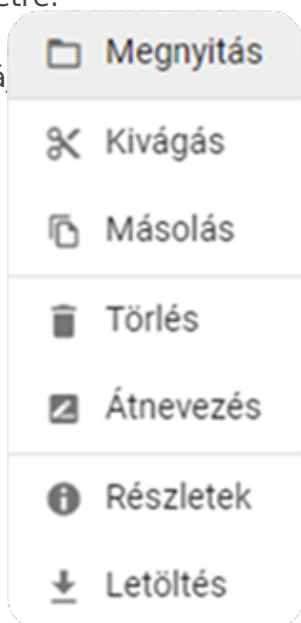 Megnyitás
Kivágás
Másolás
Törlés
Átnevezés
Részletek
Letöltés